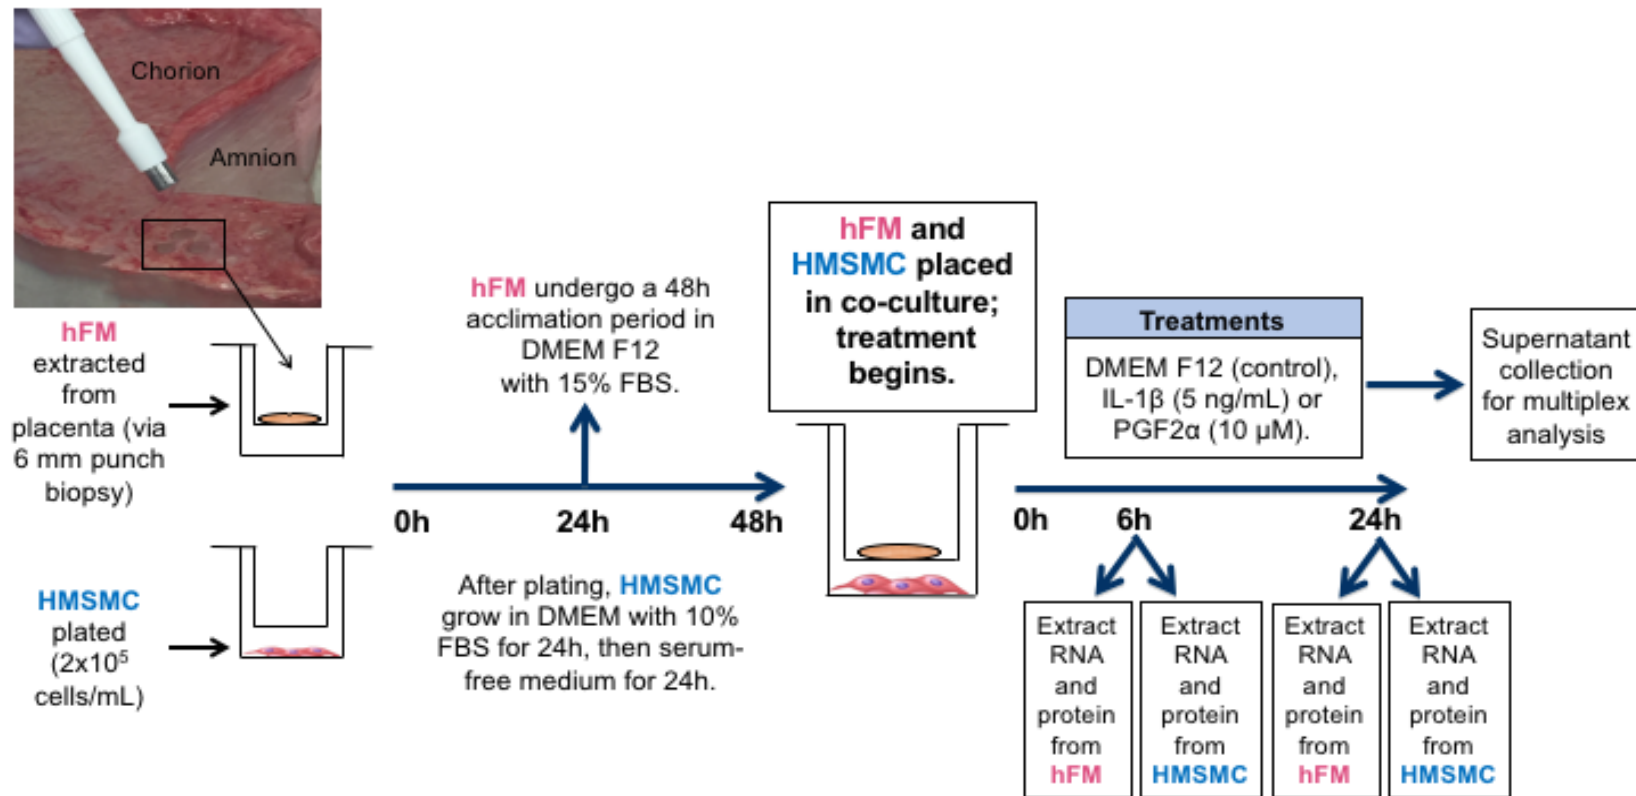 Chorion
Amnion
hFM
extracted
from
placenta (via
6 mm punch
biopsy)
HMSMC
plated
(2x10⁵
cells/mL)
hFM undergo a 48h
acclimation period in
DMEM F12
with 15% FBS.
0h
24h
48h
After plating, HMSMC
grow in DMEM with 10%
FBS for 24h, then serum-
free medium for 24h.
hFM and
HMSMC placed
in co-culture;
treatment
begins.
Treatments
DMEM F12 (control),
IL-1β (5 ng/mL) or
PGF2α (10 µM).
Supernatant
collection
for multiplex
analysis
0h
6h
24h
Extract
RNA
and
protein
from
hFM
Extract
RNA
and
protein
from
HMSMC
Extract
RNA
and
protein
from
hFM
Extract
RNA
and
protein
from
HMSMC